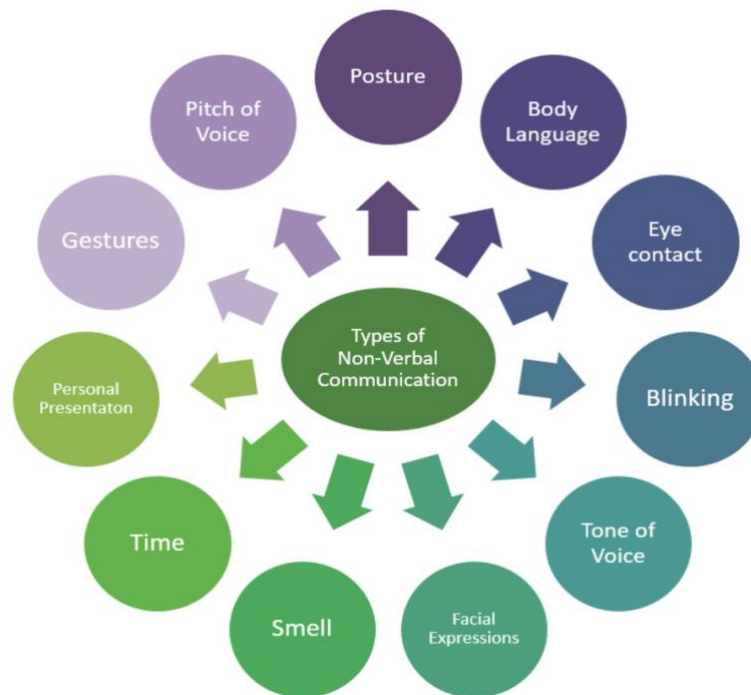 Posture
Body
Language
Eye
contact
Blinking
Tone of
Voice
Facial
Expressions
Smell
Time
Personal
Presentaton
Gestures
Pitch of
Voice
Types of
Non-Verbal
Communication